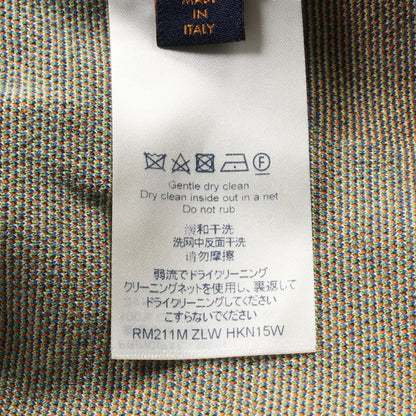 MADE
IN
ITALY
F
Gentle dry clean
Dry clean inside out in a net
Do not rub
缓和干洗
洗网中反面干洗
请勿摩擦
弱流でドライクリーニング
クリーニングネットを使用し、裏返して
ドライクリーニングしてください
こすらないでください
RM211M ZLW HKN15W